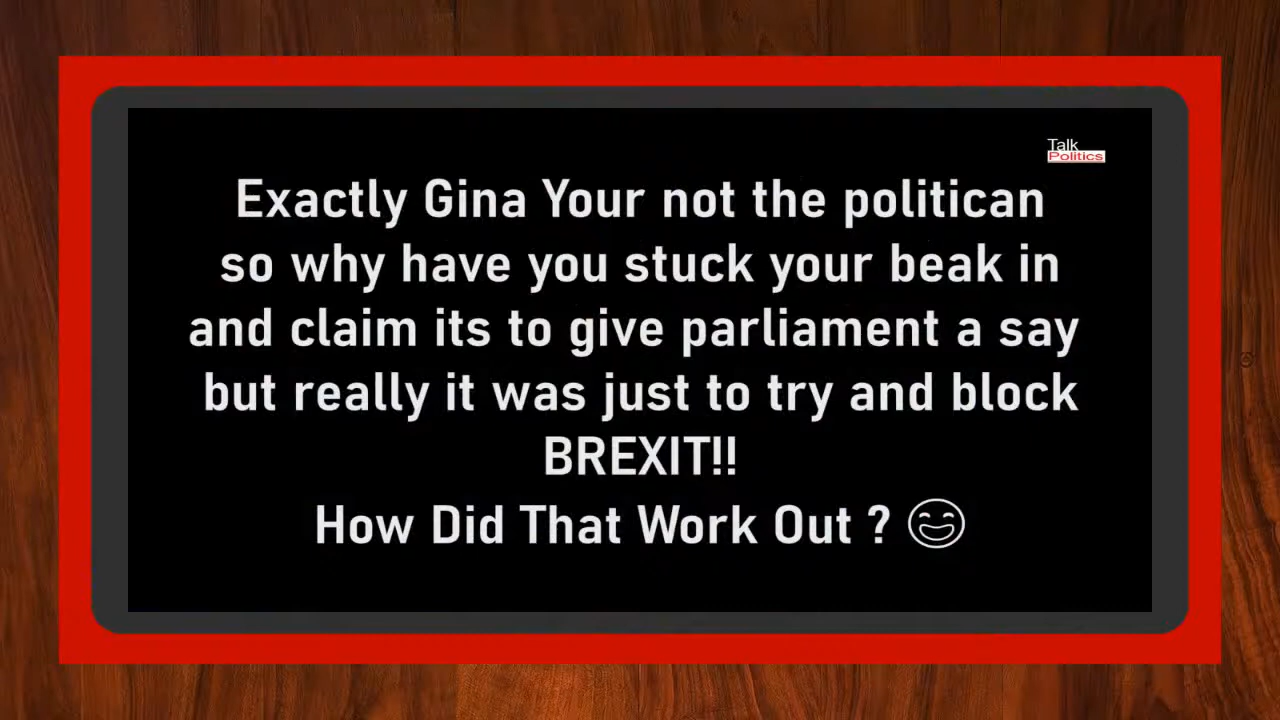 Talk
Politics
Exactly Gina Your not the politican
so why have you stuck your beak in
and claim its to give parliament a say
but really it was just to try and block
BREXIT!!
How Did That Work Out ? 😄